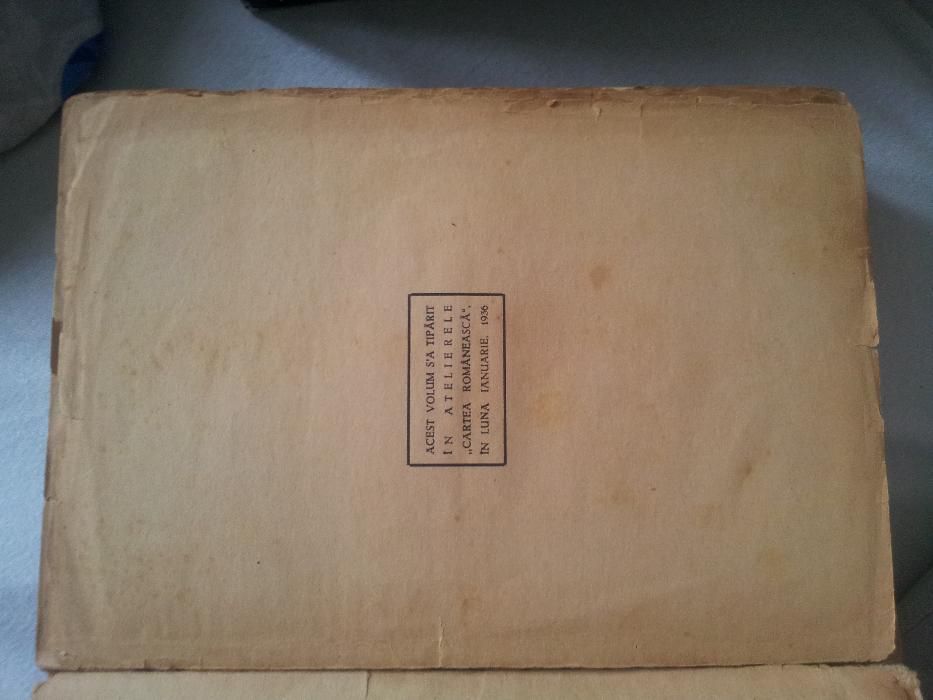 ACEST VOLUM S'A TIPĂRIT
IN ATELIERELE
„CARTEA ROMÂNEASCĂ“,
ÎN LUNA IANUARIE. 1936